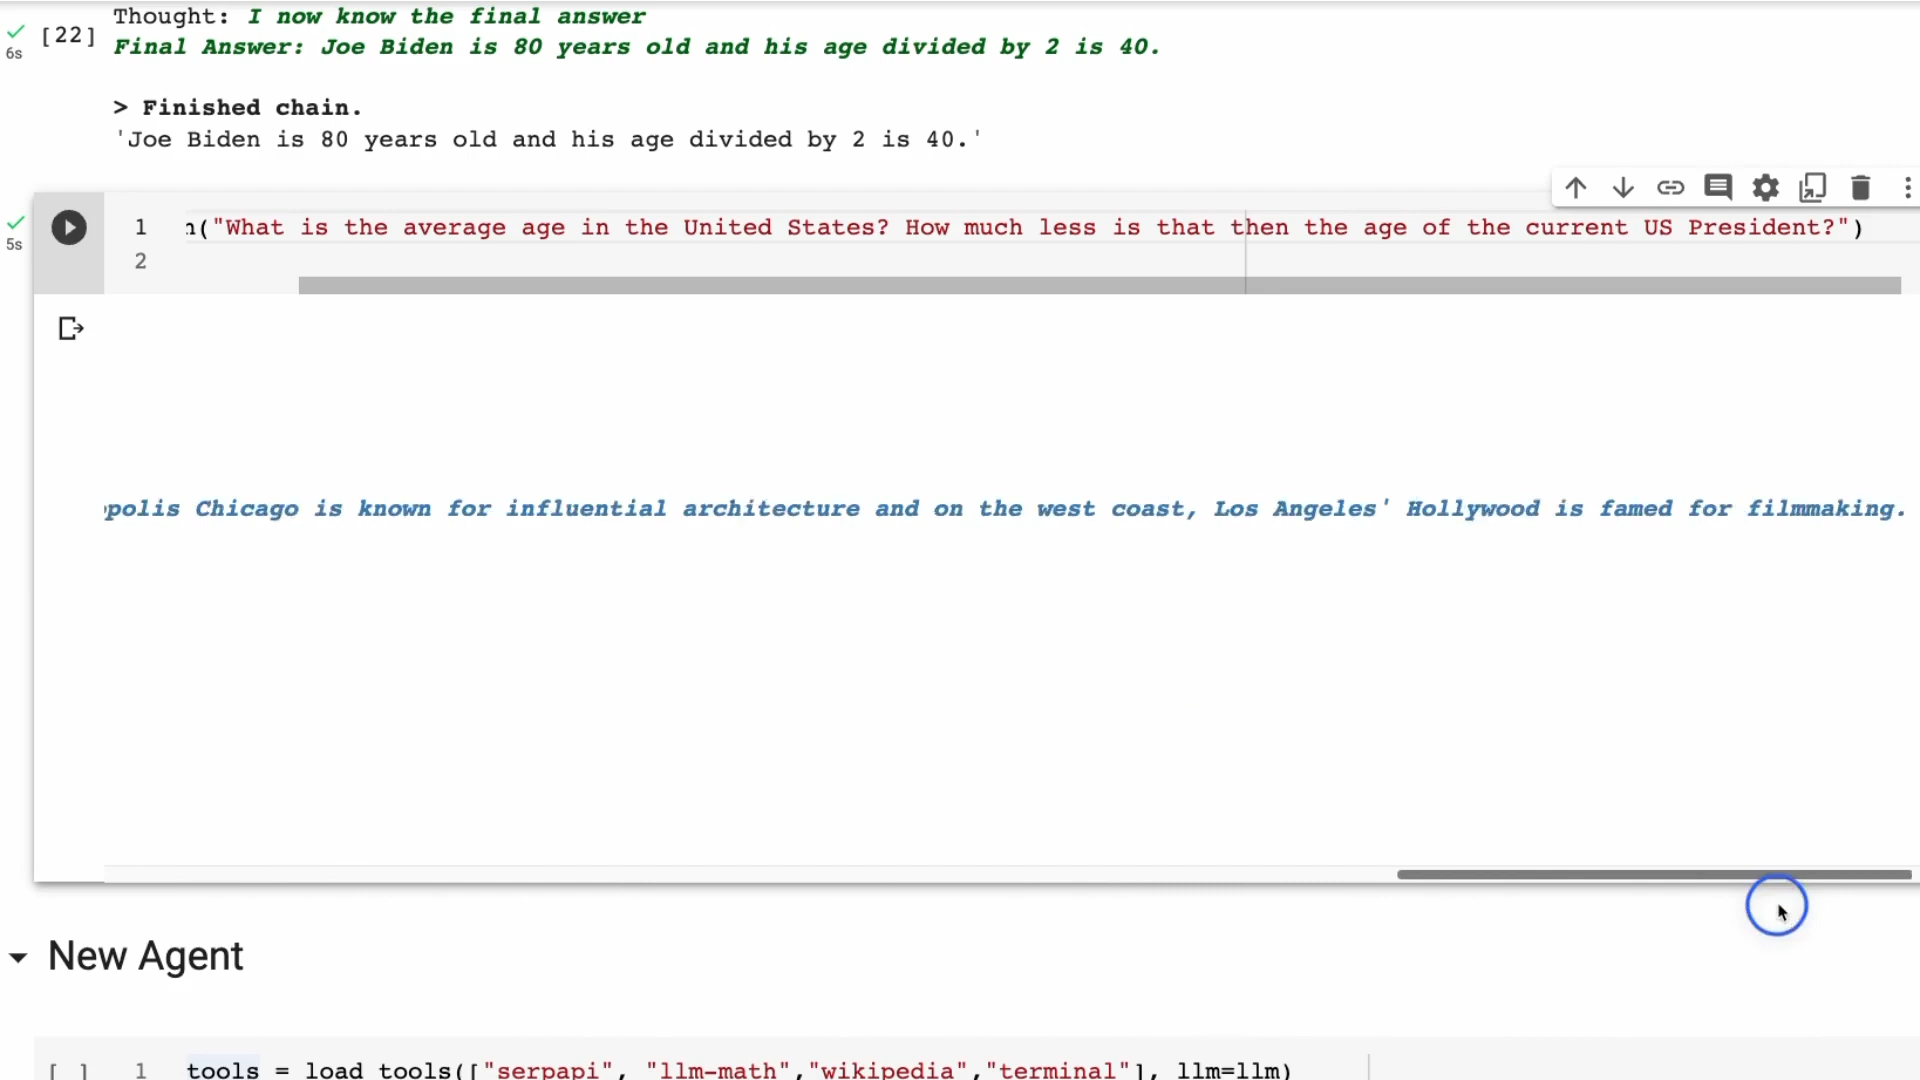 Thought: I now know the final answer
[22]
6s
Final Answer: Joe Biden is 80 years old and his age divided by 2 is 40.
> Finished chain.
'Joe Biden is 80 years old and his age divided by 2 is 40.'
5s
1 n("What is the average age in the United States? How much less is that then the age of the current US President?")
2
polis Chicago is known for influential architecture and on the west coast, Los Angeles' Hollywood is famed for filmmaking.
New Agent
[ ] 1 tools = load_tools(["serpapi", "llm-math","wikipedia","terminal"], llm=llm)